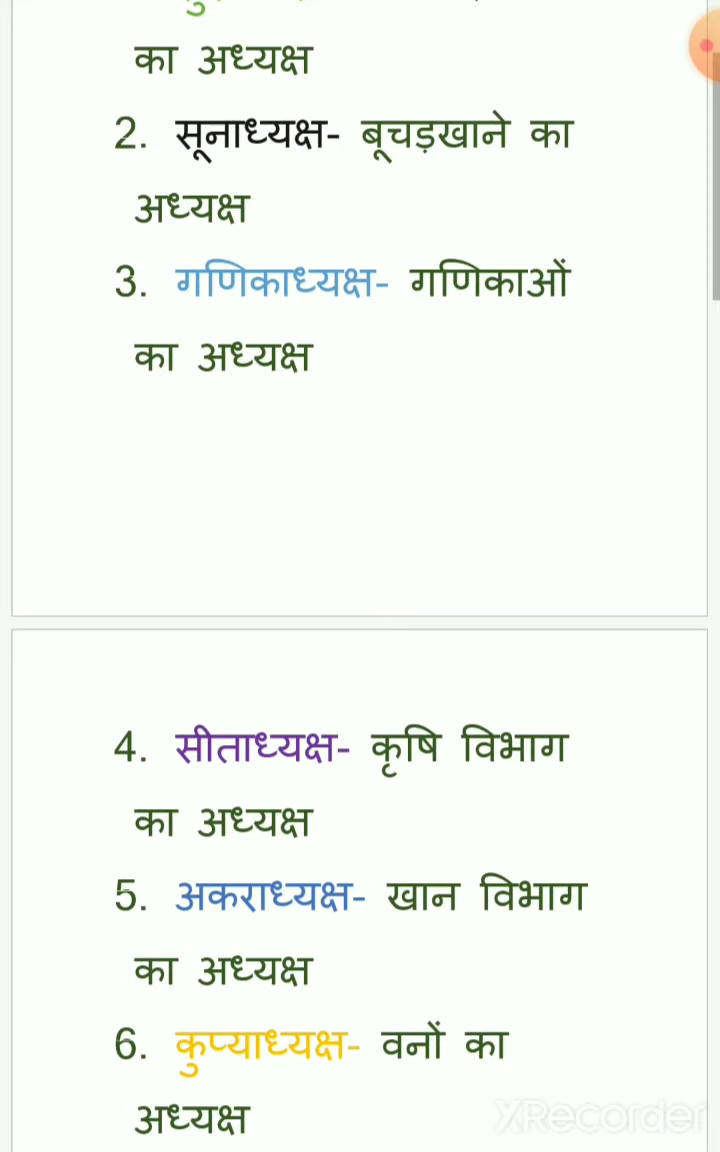 का अध्यक्ष
2. सूनाध्यक्ष- बूचड़खाने का
अध्यक्ष
3. गणिकाध्यक्ष- गणिकाओं
का अध्यक्ष
4. सीताध्यक्ष- कृषि विभाग
का अध्यक्ष
5. अकराध्यक्ष- खान विभाग
का अध्यक्ष
6. कुप्याध्यक्ष- वनों का
अध्यक्ष
XRecorder